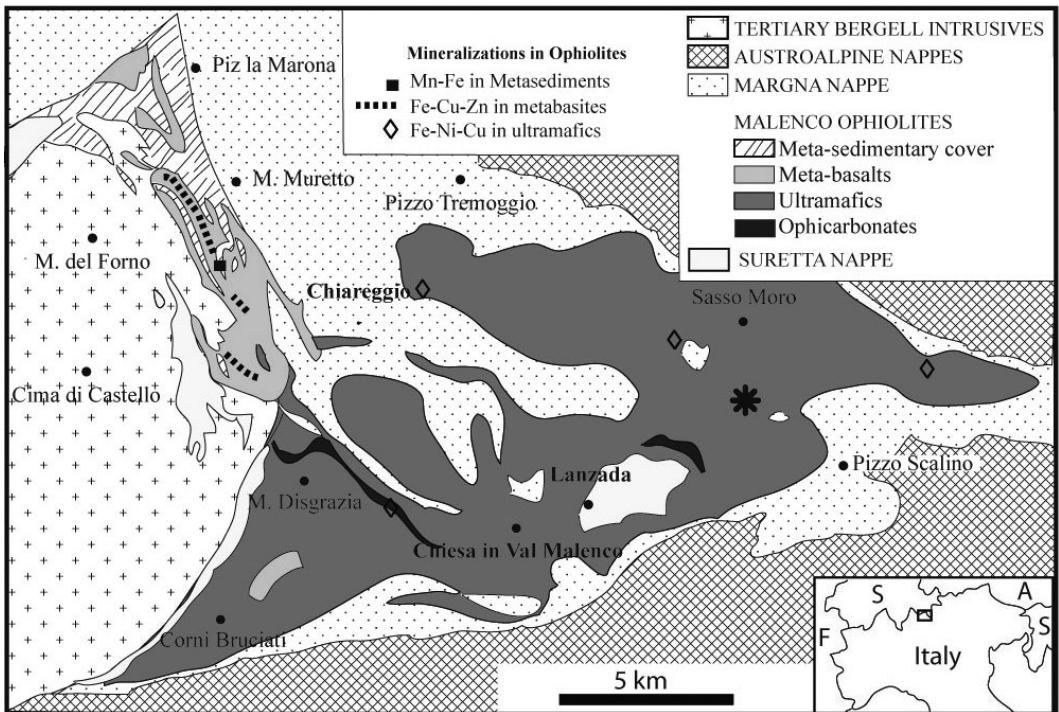 Mineralizations in Ophiolites
Mn-Fe in Metasediments
Fe-Cu-Zn in metabasites
Fe-Ni-Cu in ultramafics
TERTIARY BERGELL INTRUSIVES
AUSTROALPINE NAPPES
MARGNA NAPPE
MALENCO OPHIOLITES
Meta-sedimentary cover
Meta-basalts
Ultramafics
Ophicarbonates
SURETTA NAPPE
Piz la Marona
M. Muretto
Pizzo Tremoggio
M. del Forno
Chiareggio
Sasso Moro
Cima di Castello
Pizzo Scalino
Lanzada
M. Disgrazia
Chiesa in Val Malenco
Corni Bruciati
5 km
S
A
S
F
Italy